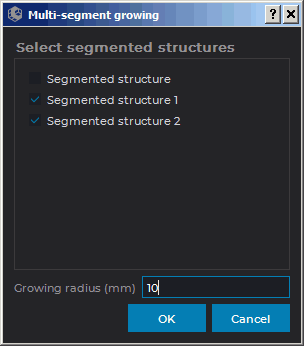 Multi-segment growing
Select segmented structures
Segmented structure
Segmented structure 1
Segmented structure 2
Growing radius (mm) 10
OK Cancel